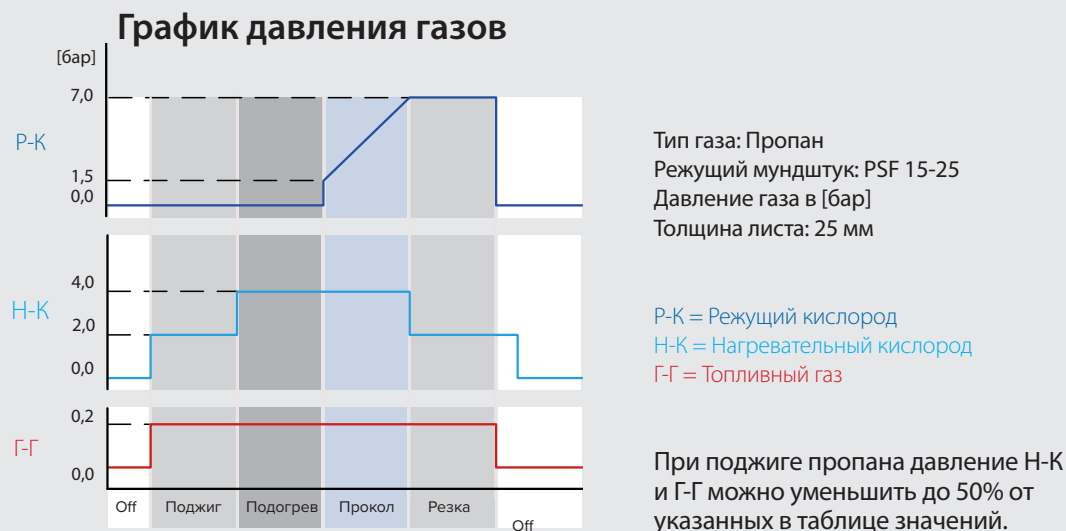 График давления газов
[бар]
7,0
Р-К
1,5
0,0
4,0
Н-К
2,0
0,0
0,2
Г-Г
0,0
Off Поджиг Подогрев Прокол Резка Off
Тип газа: Пропан
Режущий мундштук: PSF 15-25
Давление газа в [бар]
Толщина листа: 25 мм
Р-К = Режущий кислород
Н-К = Нагревательный кислород
Г-Г = Топливный газ
При поджиге пропана давление Н-К
и Г-Г можно уменьшить до 50% от
указанных в таблице значений.